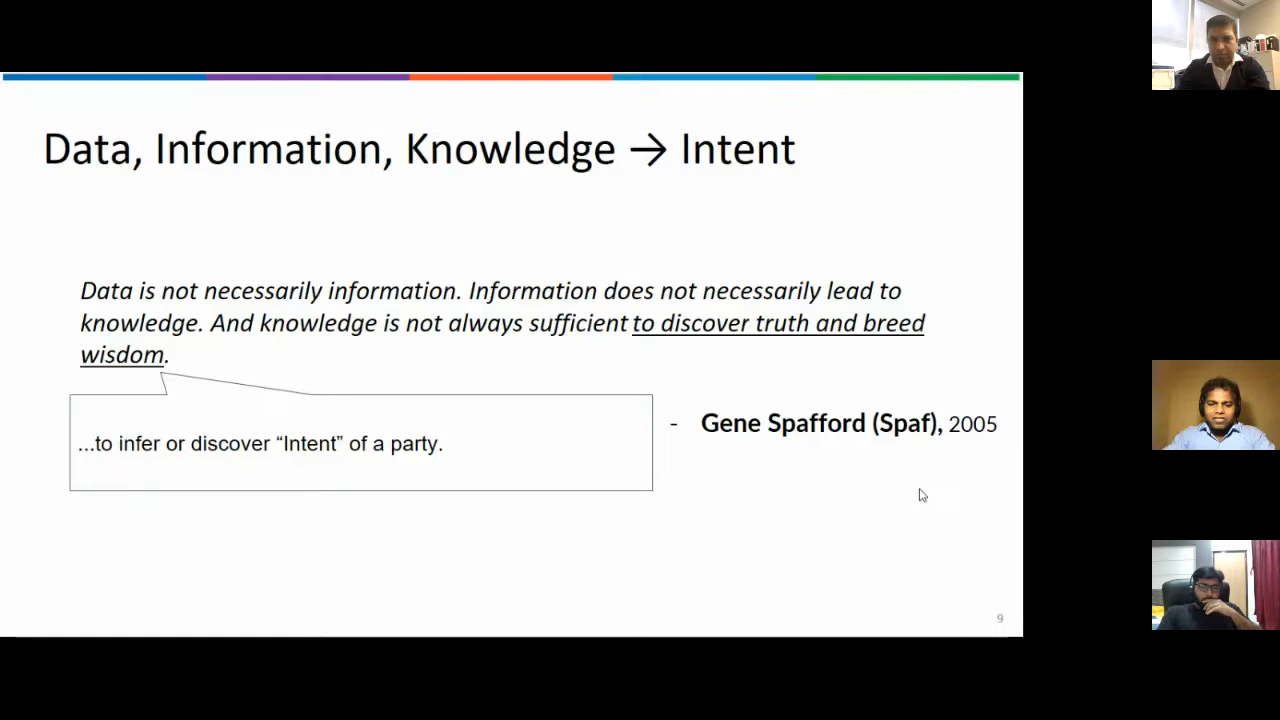 Data, Information, Knowledge → Intent
Data is not necessarily information. Information does not necessarily lead to
knowledge. And knowledge is not always sufficient to discover truth and breed
wisdom.
...to infer or discover “Intent” of a party.
- Gene Spafford (Spaf), 2005
9